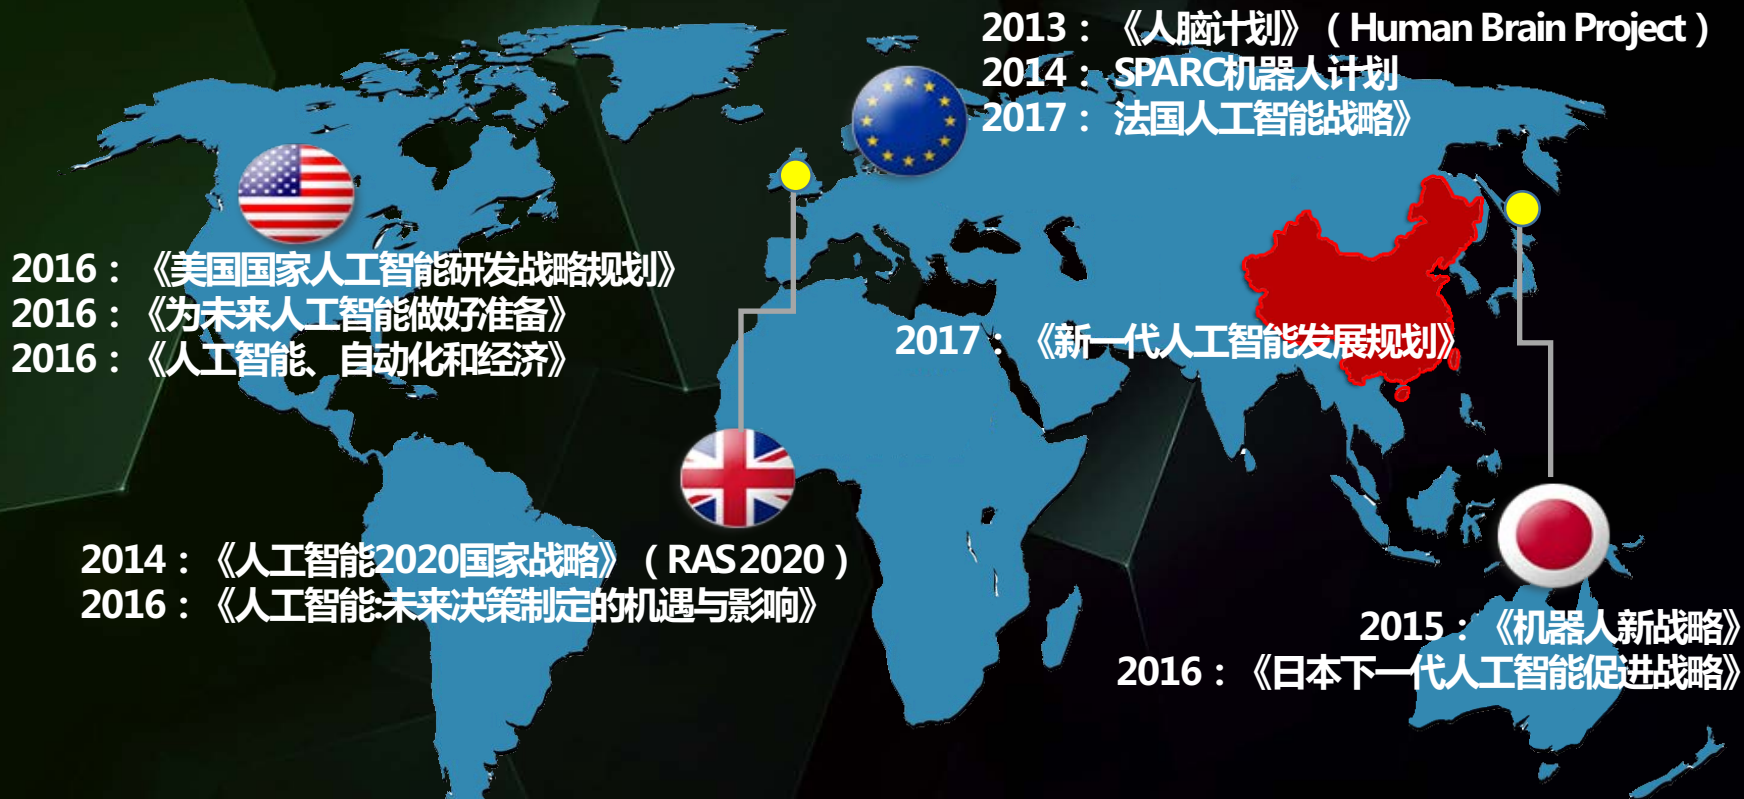 2013：《人脑计划》（Human Brain Project）
2014： SPARC机器人计划
2017： 法国人工智能战略》
2016： 《美国国家人工智能研发战略规划》
2016：《为未来人工智能做好准备》
2016：《人工智能、自动化和经济》
2017： 《新一代人工智能发展规划》
2014：《人工智能2020国家战略》（RAS 2020）
2016：《人工智能:未来决策制定的机遇与影响》
2015：《机器人新战略》
2016：《日本下一代人工智能促进战略》